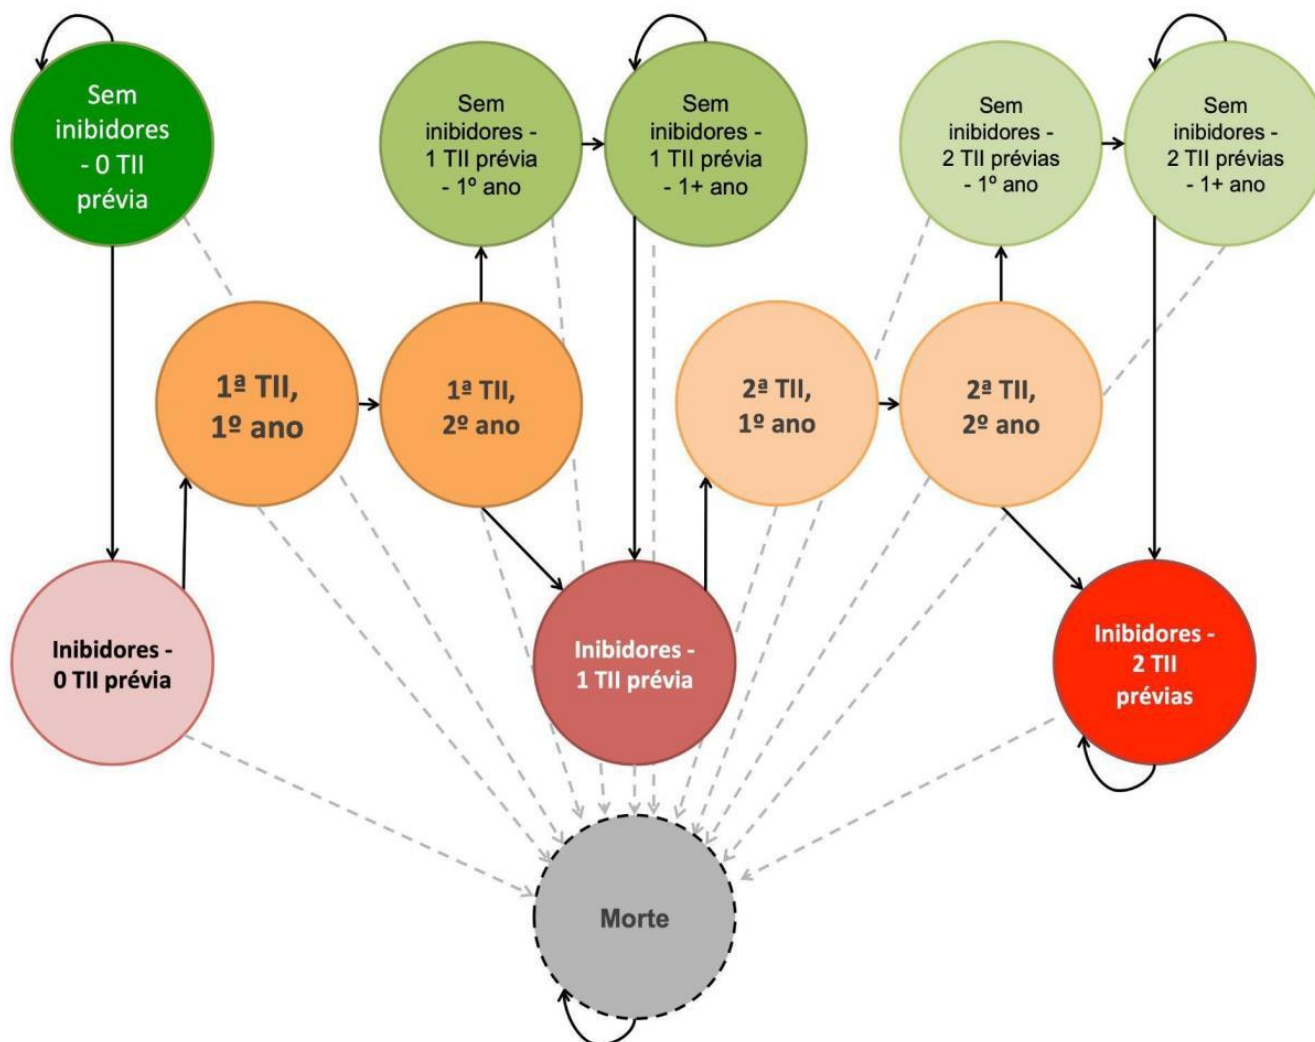 Sem
inibidores
- 0 TII
prévia
Sem
inibidores -
1 TII prévia
- 1º ano
Sem
inibidores -
1 TII prévia
- 1+ ano
Sem
inibidores -
2 TII prévias
- 1º ano
Sem
inibidores -
2 TII prévias
- 1+ ano
1ª TII,
1º ano
1ª TII,
2º ano
2ª TII,
1º ano
2ª TII,
2º ano
Inibidores -
0 TII prévia
Inibidores -
1 TII prévia
Inibidores -
2 TII
prévias
Morte